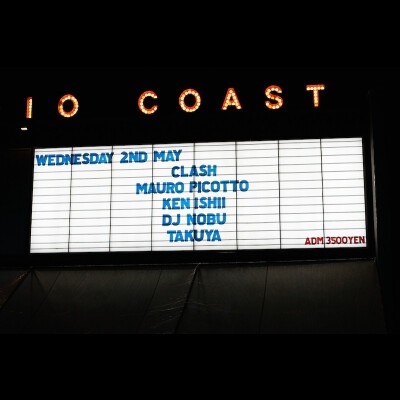 IO COAST
WEDNESDAY 2ND MAY
CLASH
MAURO PICOTTO
KEN ISHII
DJ NOBU
TAKUYA
ADM 3500YEN